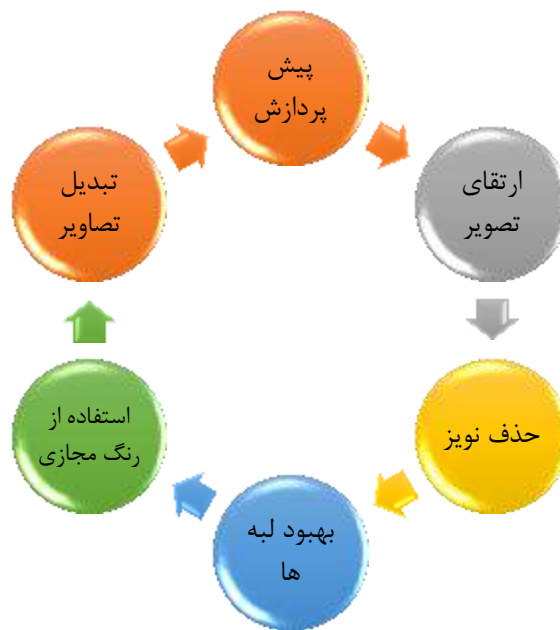 پیش
پردازش
ارتقای
تصویر
حذف نویز
بهبود لبه
ها
استفاده از
رنگ مجازی
تبدیل
تصاویر